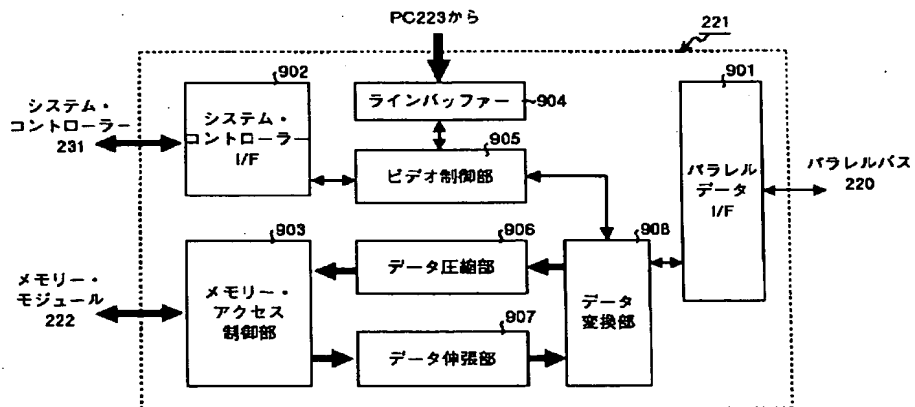 PC223から
221
902
901
システム・
コントローラー
231
システム・
コントローラー
I/F
ラインバッファー
904
905
ビデオ制御部
パラレル
データ
I/F
パラレルバス
220
903
906
908
メモリー・
モジュール
222
メモリー・
アクセス
制御部
データ圧縮部
データ
変換部
907
データ伸張部